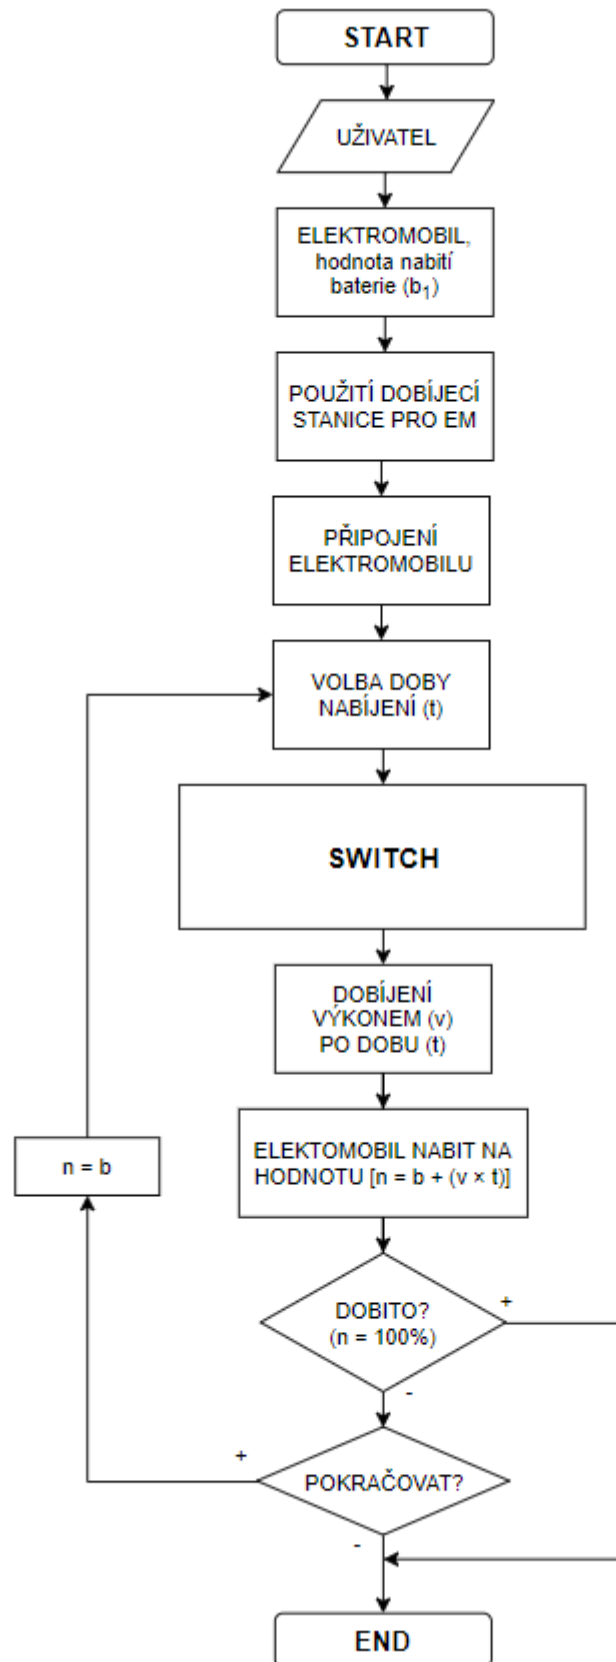 START
UŽIVATEL
ELEKTROMOBIL,
hodnota nabití
baterie (b₁)
POUŽITÍ DOBÍJECÍ
STANICE PRO EM
PŘIPOJENÍ
ELEKTROMOBILU
VOLBA DOBY
NABÍJENÍ (t)
SWITCH
DOBÍJENÍ
VÝKONEM (v)
PO DOBU (t)
ELEKTOMOBIL NABIT NA
HODNOTU [n = b + (v × t)]
n = b
DOBITO?
(n = 100%)
+
-
POKRAČOVAT?
+
-
END